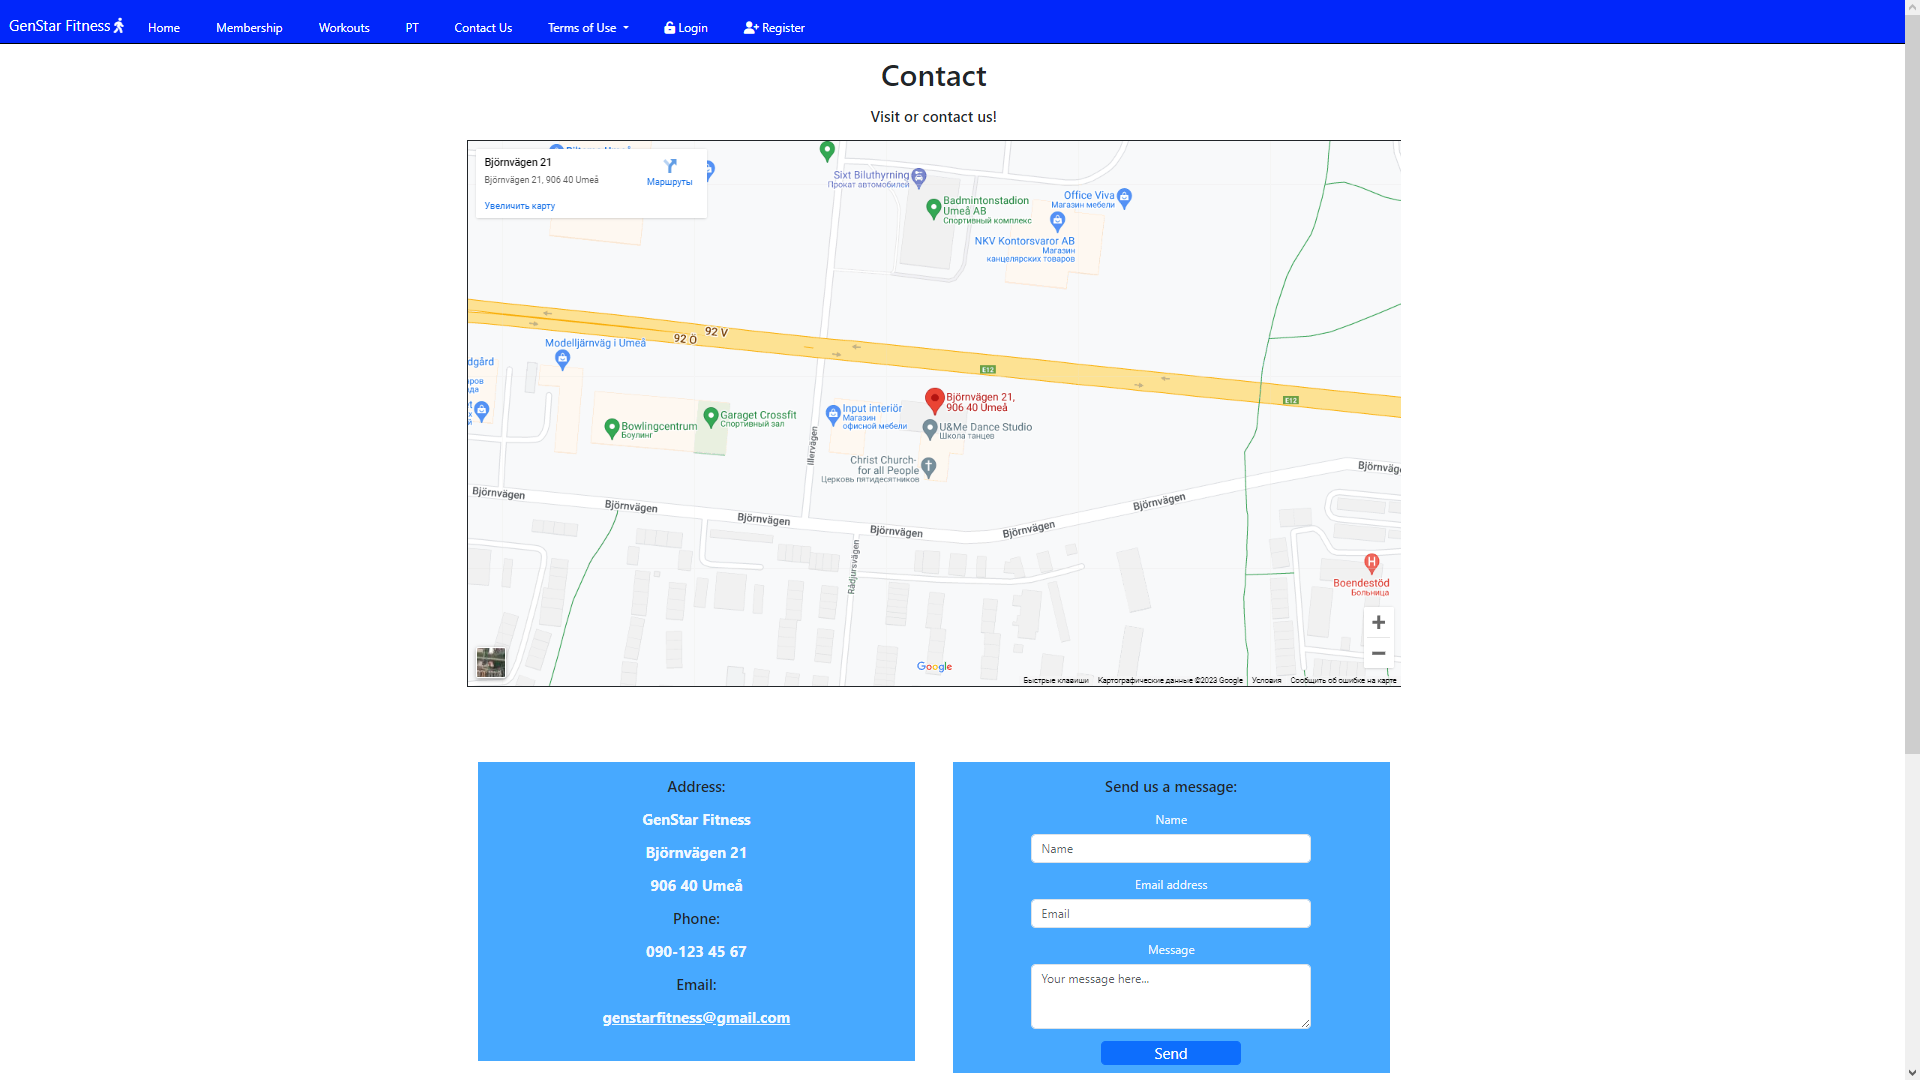 GenStar Fitness
Home
Membership
Workouts
PT
Contact Us
Terms of Use
Login
Register
Contact
Visit or contact us!
Björnvägen 21
Björnvägen 21, 906 40 Umeå
Маршруты
Увеличить карту
Sixt Biluthyrning
Прокат автомобилей
Badmintonstadion
Umeå AB
Спортивный комплекс
Office Viva
Магазин мебели
NKV Kontorsvaror AB
Магазин
канцелярских товаров
92 V
92 Ö
E12
E12
Modelljärnväg i Umeå
dgård
Björnvägen 21,
906 40 Umeå
Garaget Crossfit
Спортивный зал
Bowlingcentrum
Боулинг
Input interiör
Магазин
офисной мебели
U&Me Dance Studio
Школа танцев
Christ Church-
for all People
Церковь пятидесятников
Illervägen
Björnväg
Björnvägen
Björnvägen
Björnvägen
Björnvägen
Björnvägen
Björnvägen
Rådjursvägen
Boendestöd
Больница
Google
Быстрые клавиши
Картографические данные ©2023 Google
Условия
Сообщить об ошибке на карте
Address:
GenStar Fitness
Björnvägen 21
906 40 Umeå
Phone:
090-123 45 67
Email:
genstarfitness@gmail.com
Send us a message:
Name
Name
Email address
Email
Message
Your message here...
Send